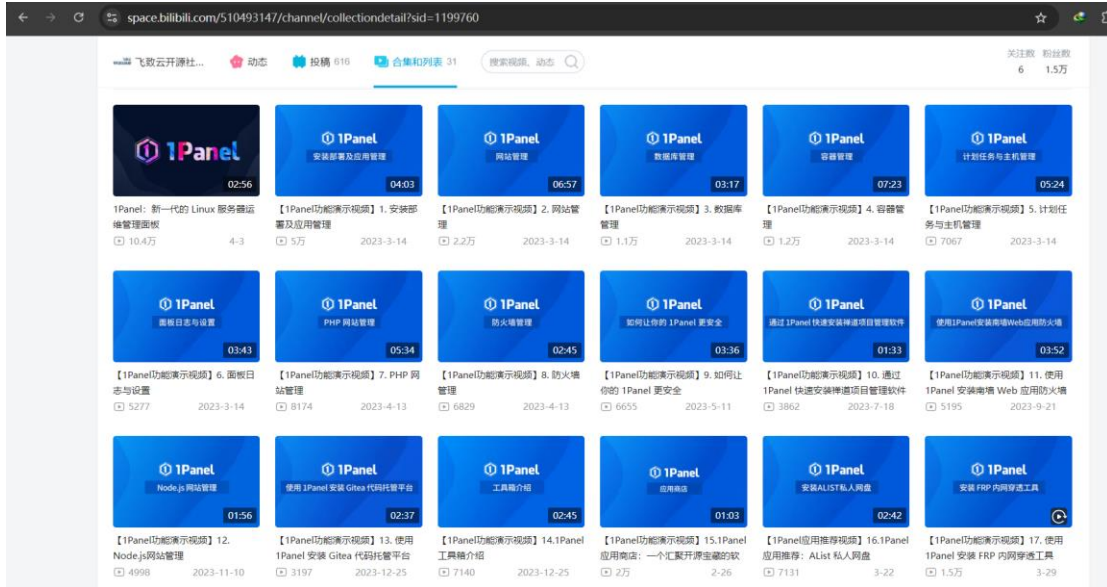 space.bilibili.com/510493147/channel/collectiondetail?sid=1199760
飞致云开源社... 动态 投稿 616 合集和列表 31 搜索视频、动态
关注数 粉丝数
6 1.5万
1Panel
02:56
1Panel：新一代的 Linux 服务器运
维管理面板
10.4万 4-3
1Panel
安装部署及应用管理
04:03
【1Panel功能演示视频】1. 安装部
署及应用管理
5万 2023-3-14
1Panel
网站管理
06:57
【1Panel功能演示视频】2. 网站管
理
2.2万 2023-3-14
1Panel
数据库管理
03:17
【1Panel功能演示视频】3. 数据库
管理
1.1万 2023-3-14
1Panel
容器管理
07:23
【1Panel功能演示视频】4. 容器管
理
1.2万 2023-3-14
1Panel
计划任务与主机管理
05:24
【1Panel功能演示视频】5. 计划任
务与主机管理
7067 2023-3-14
1Panel
面板日志与设置
03:43
【1Panel功能演示视频】6. 面板日
志与设置
5277 2023-3-14
1Panel
PHP 网站管理
05:34
【1Panel功能演示视频】7. PHP 网
站管理
8174 2023-4-13
1Panel
防火墙管理
02:45
【1Panel功能演示视频】8. 防火墙
管理
6829 2023-4-13
1Panel
如何让你的 1Panel 更安全
03:36
【1Panel功能演示视频】9. 如何让
你的 1Panel 更安全
6655 2023-5-11
1Panel
通过 1Panel 快速安装禅道项目管理软件
01:33
【1Panel功能演示视频】10. 通过
1Panel 快速安装禅道项目管理软件
3862 2023-7-18
1Panel
使用1Panel安装南墙Web应用防火墙
03:52
【1Panel功能演示视频】11. 使用
1Panel 安装南墙 Web 应用防火墙
5195 2023-9-21
1Panel
Node.js 网站管理
01:56
【1Panel功能演示视频】12.
Node.js网站管理
4998 2023-11-10
1Panel
使用 1Panel 安装 Gitea 代码托管平台
02:37
【1Panel功能演示视频】13. 使用
1Panel 安装 Gitea 代码托管平台
3197 2023-12-25
1Panel
工具箱介绍
02:45
【1Panel功能演示视频】14.1Panel
工具箱介绍
7140 2023-12-25
1Panel
应用商店
01:03
【1Panel功能演示视频】15.1Panel
应用商店：一个汇聚开源宝藏的软
2万 2-26
1Panel
安装ALIST私人网盘
02:42
【1Panel应用推荐视频】16.1Panel
应用推荐：AList 私人网盘
7131 3-22
1Panel
安装 FRP 内网穿透工具
【1Panel功能演示视频】17. 使用
1Panel 安装 FRP 内网穿透工具
1.5万 3-29